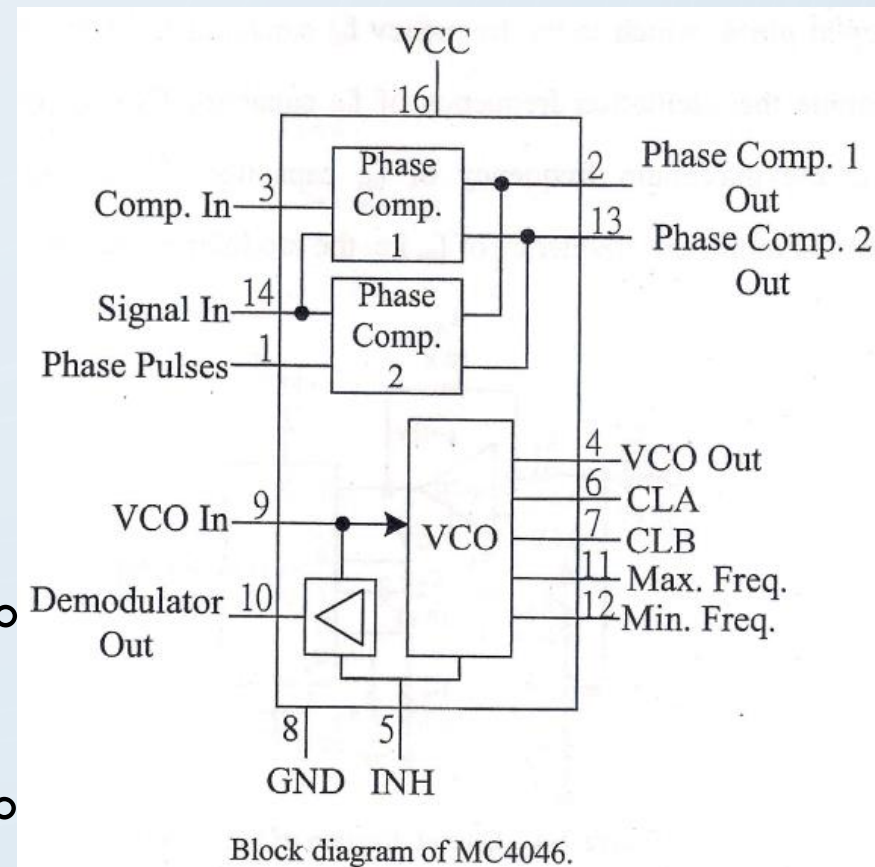 VCC
16
Phase
Comp.
1
2
Phase Comp. 1
Out
Comp. In
3
13
Phase Comp. 2
Out
Signal In
14
Phase
Comp.
2
Phase Pulses
1
4
VCO Out
6
CLA
VCO In
9
VCO
7
CLB
11
Max. Freq.
Demodulator
Out
10
12
Min. Freq.
8
5
GND
INH
Block diagram of MC4046.